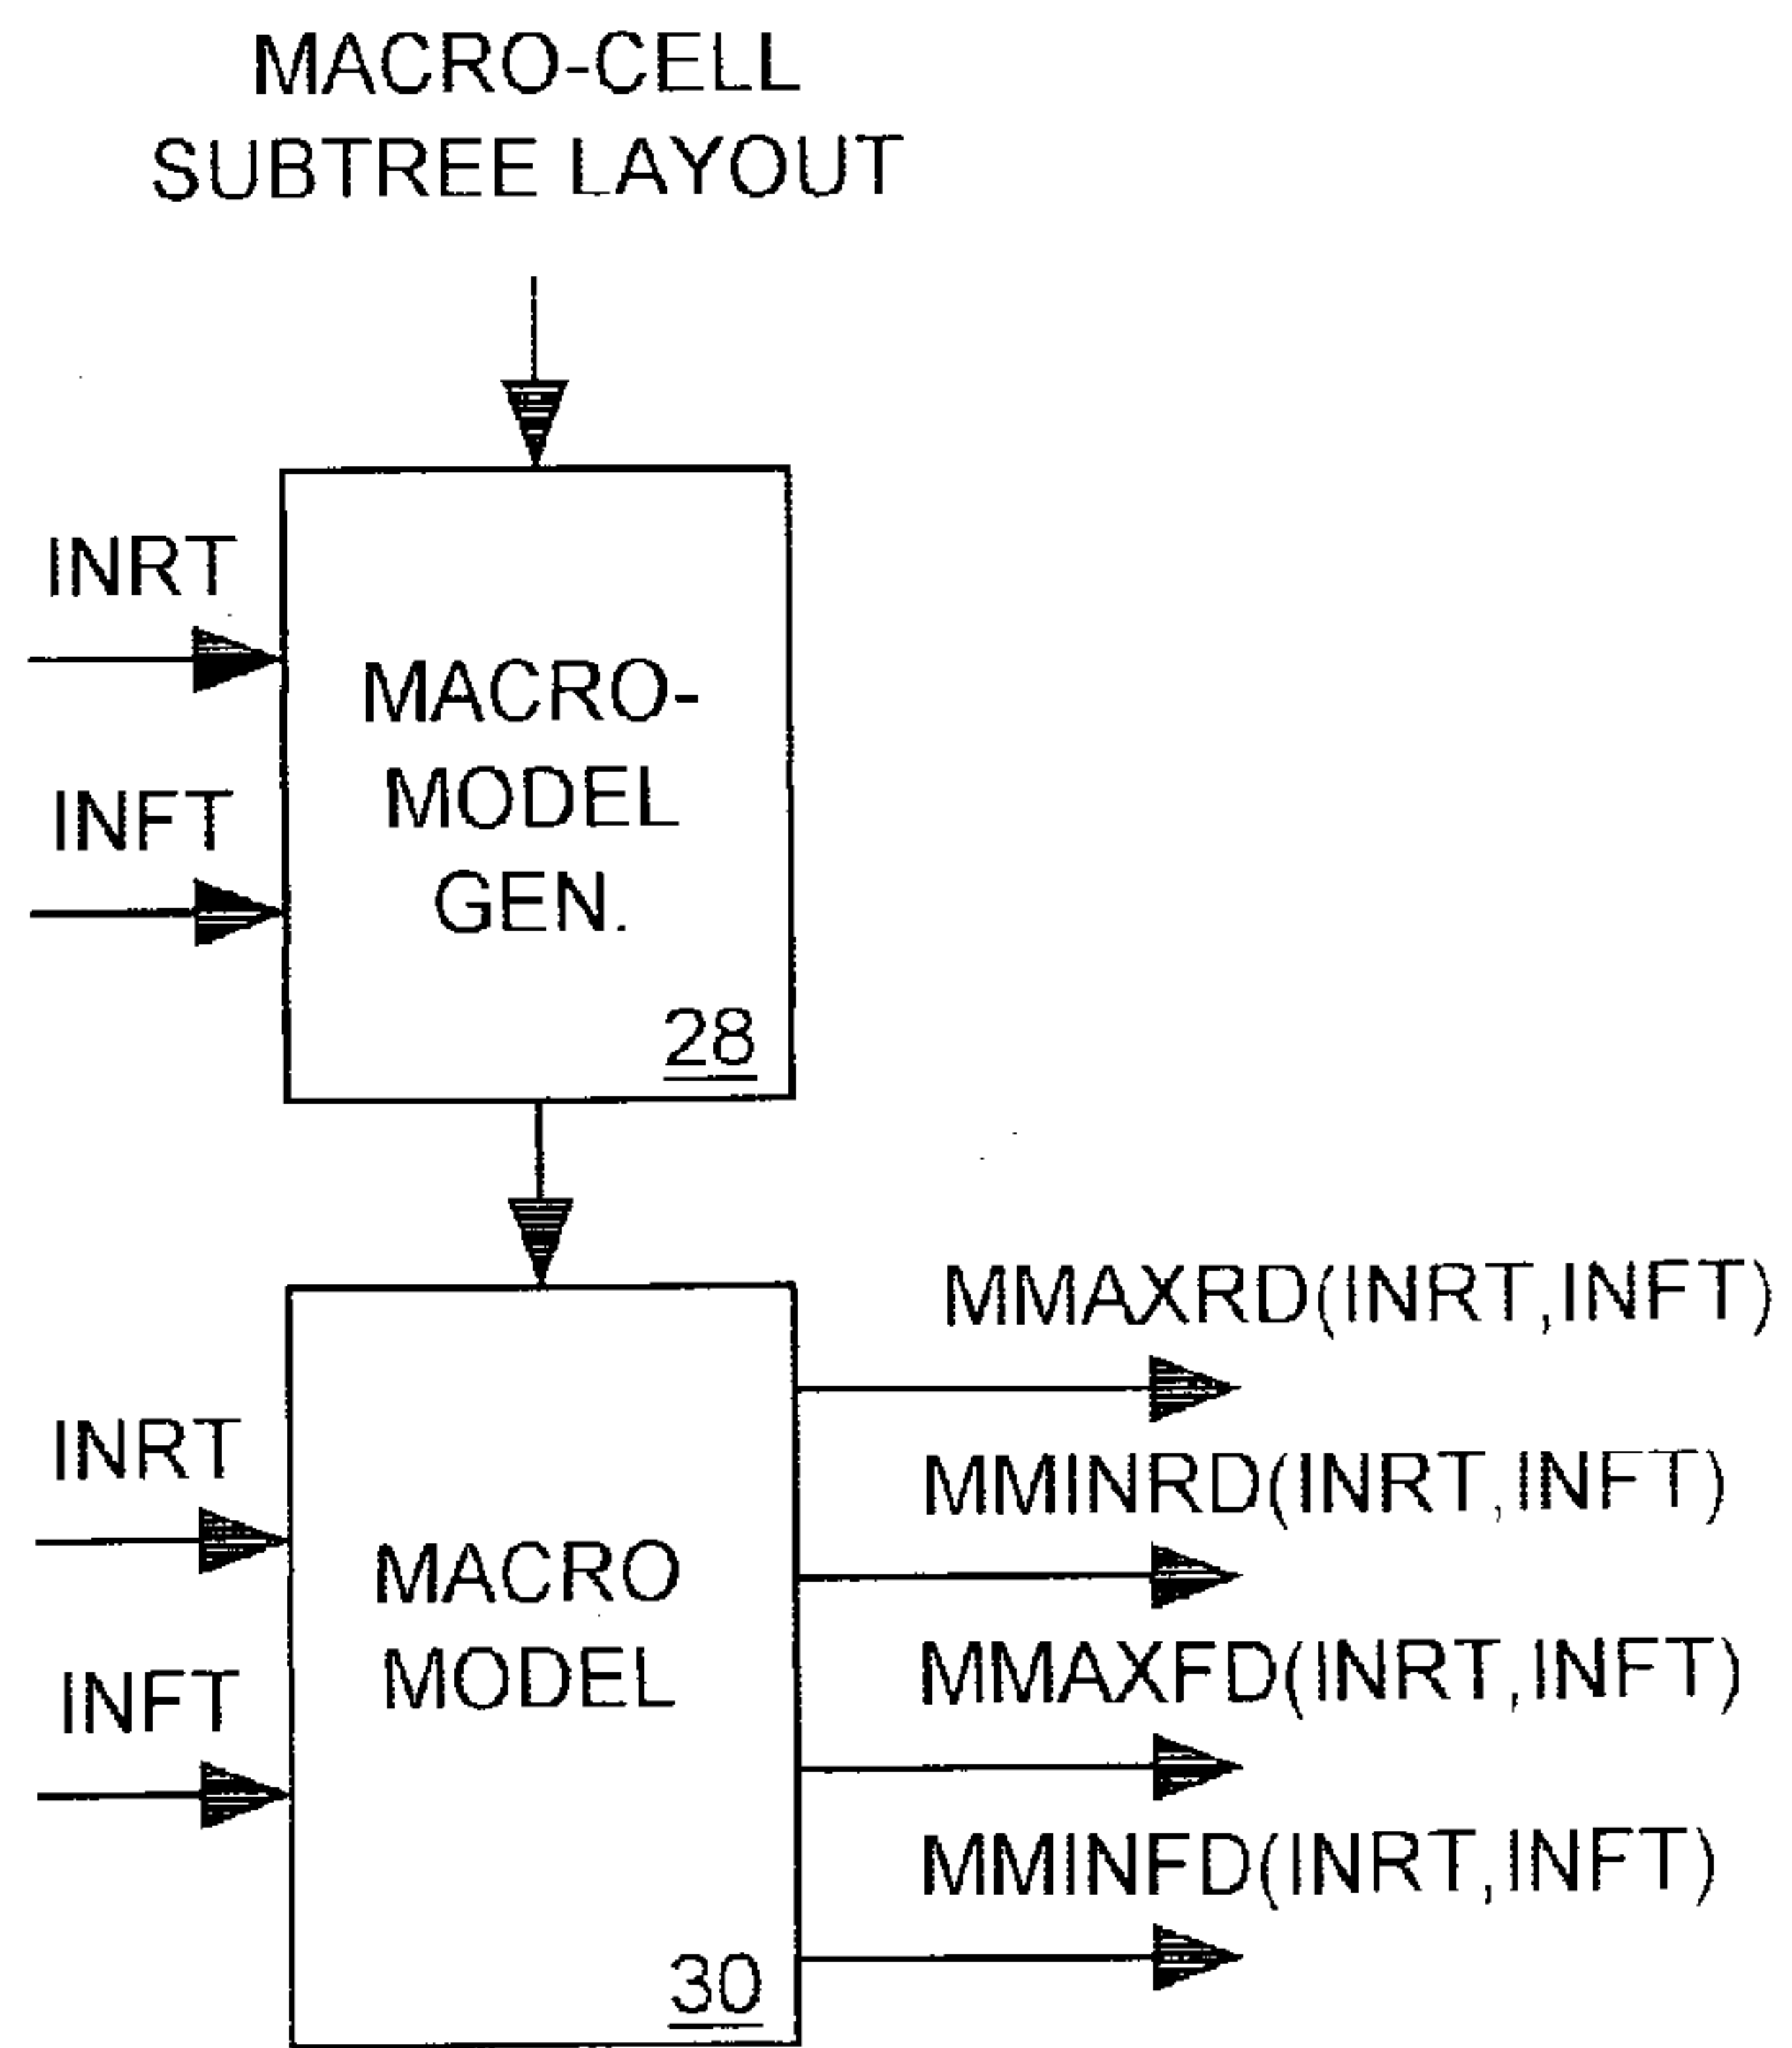 MACRO-CELL
SUBTREE LAYOUT
INRT
INFT
MACRO-
MODEL
GEN.
28
INRT
INFT
MACRO
MODEL
30
MMAXRD(INRT,INFT)
MMINRD(INRT,INFT)
MMAXFD(INRT,INFT)
MMINFD(INRT,INFT)